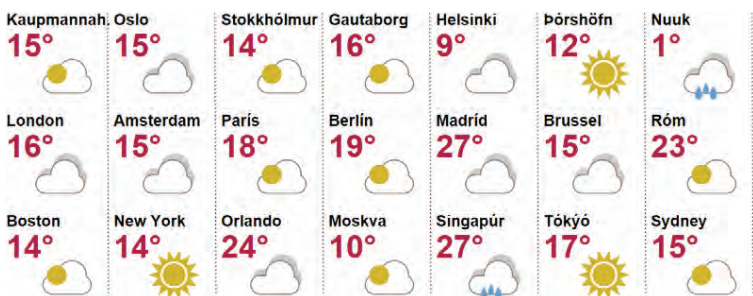 Kaupmannah. Oslo Stokkhólmur Gautaborg Helsinki Þórshöfn Nuuk
15° 15° 14° 16° 9° 12° 1°
London Amsterdam París Berlín Madríd Brussel Róm
16° 15° 18° 19° 27° 15° 23°
Boston New York Orlando Moskva Singapúr Tókýó Sydney
14° 14° 24° 10° 27° 17° 15°